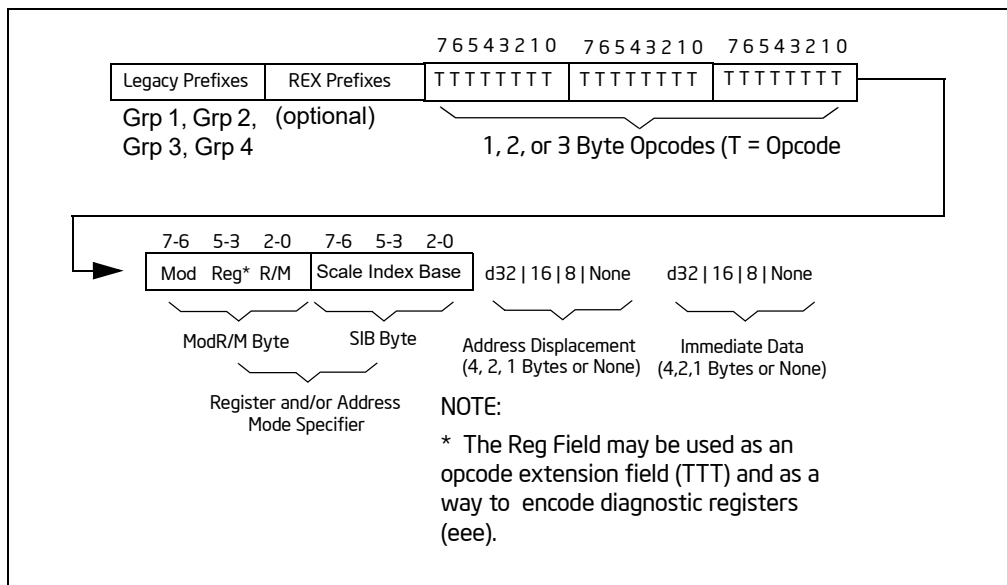 7 6 5 4 3 2 1 0 7 6 5 4 3 2 1 0 7 6 5 4 3 2 1 0
Legacy Prefixes REX Prefixes T T T T T T T T T T T T T T T T T T T T T T T T
Grp 1, Grp 2, (optional)
Grp 3, Grp 4
1, 2, or 3 Byte Opcodes (T = Opcode
7-6 5-3 2-0 7-6 5-3 2-0
Mod Reg* R/M Scale Index Base d32 | 16 | 8 | None d32 | 16 | 8 | None
ModR/M Byte SIB Byte Address Displacement Immediate Data
(4, 2, 1 Bytes or None) (4,2,1 Bytes or None)
Register and/or Address
Mode Specifier
NOTE:
* The Reg Field may be used as an
opcode extension field (TTT) and as a
way to encode diagnostic registers
(eee).